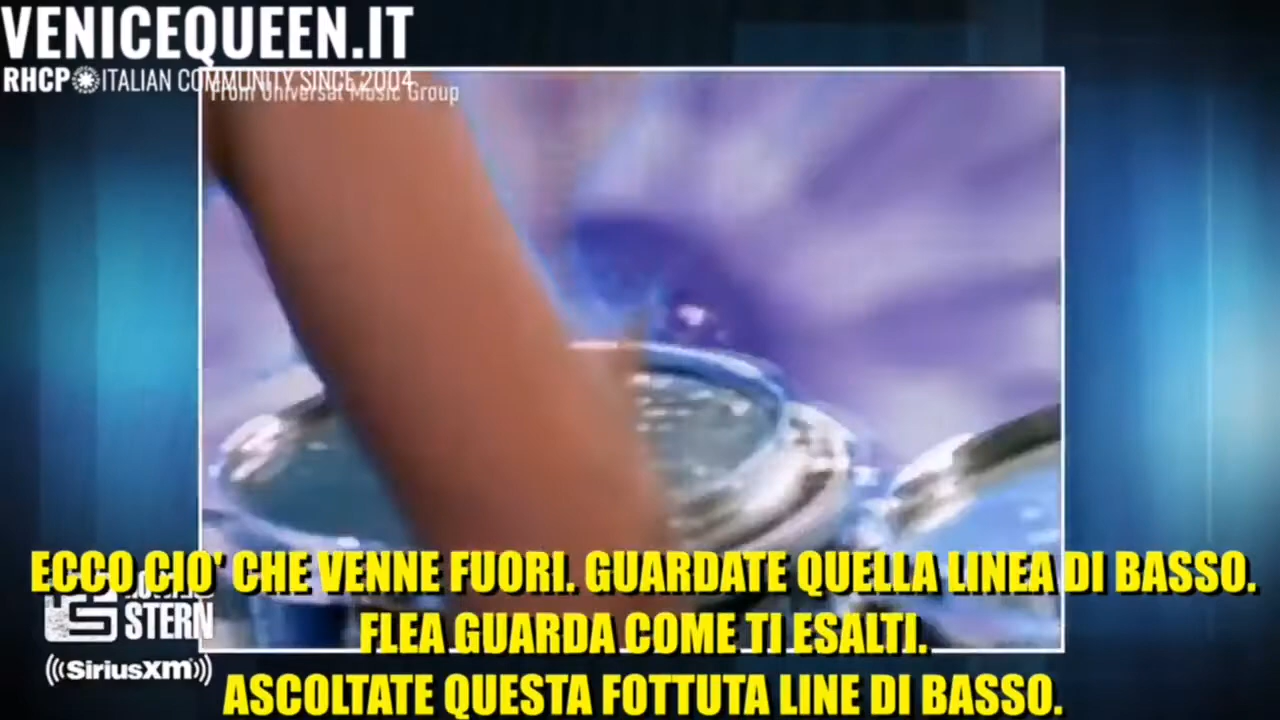 VENICEQUEEN.IT
RHCP ITALIAN COMMUNITY SINCE 2004
From Universal Music Group
ECCO CIO' CHE VENNE FUORI. GUARDATE QUELLA LINEA DI BASSO.
FLEA GUARDA COME TI ESALTI.
ASCOLTATE QUESTA FOTTUTA LINE DI BASSO.
STERN
((SiriusXM))